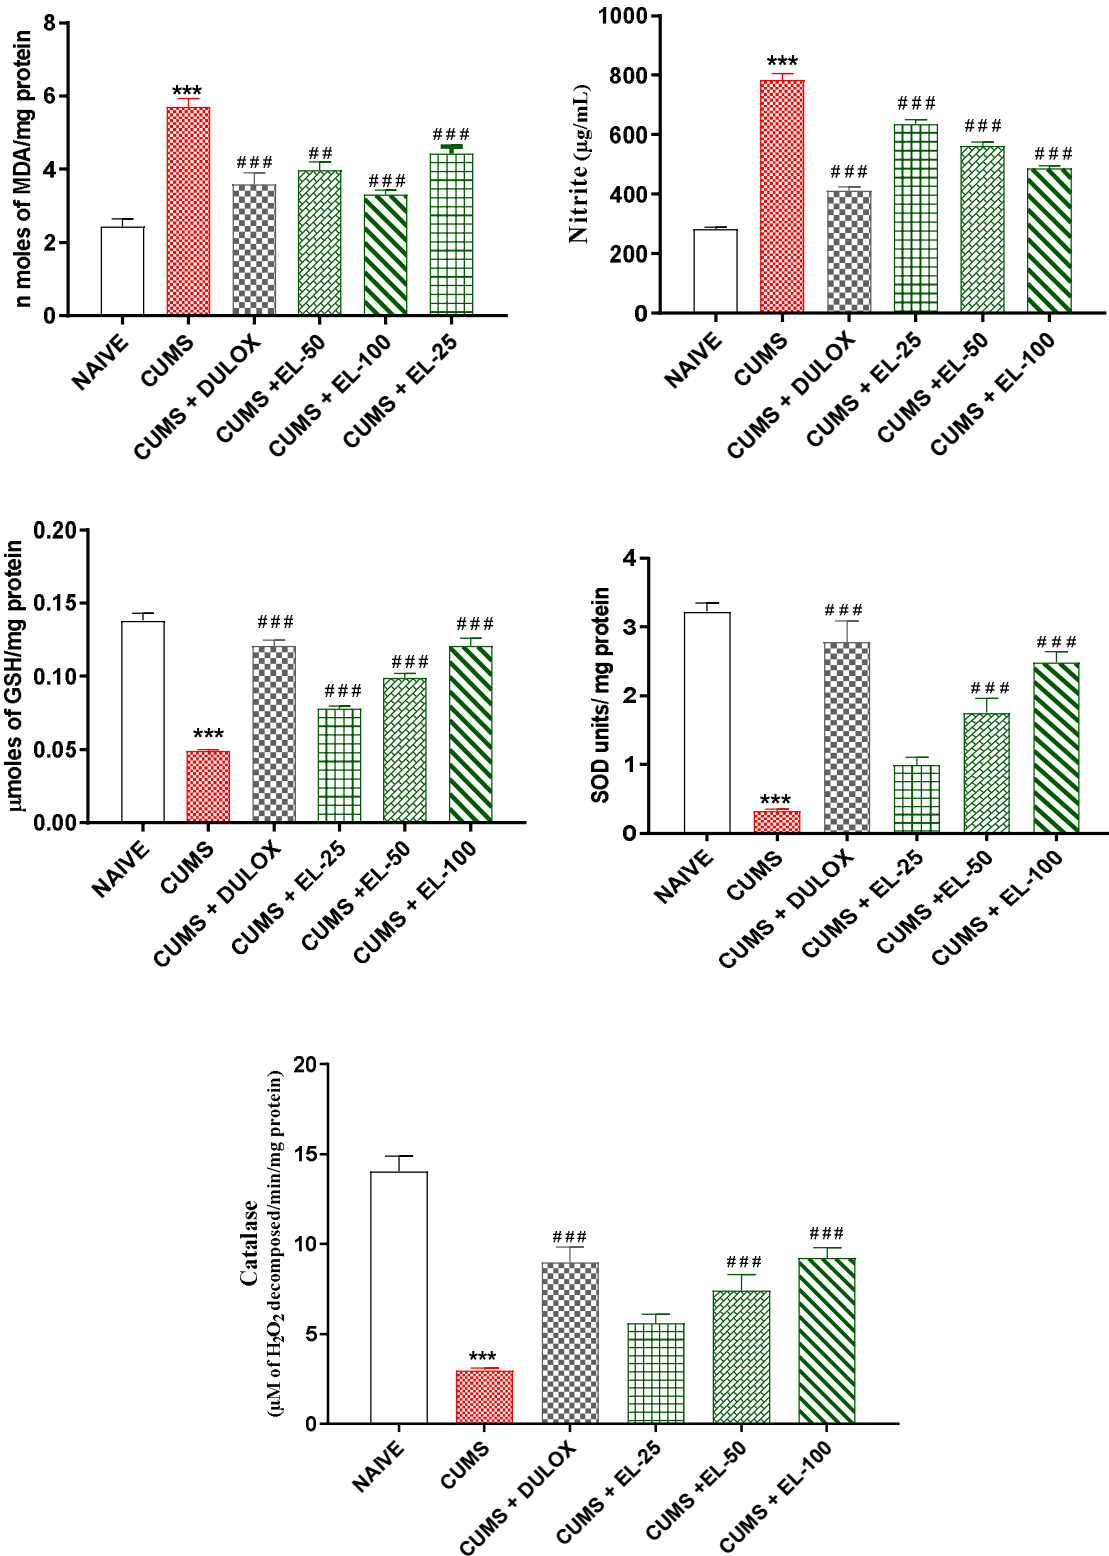 n moles of MDA/mg protein
8
6
4
2
0
***
###
##
###
###
NAIVE
CUMS
CUMS + DULOX
CUMS +EL-50
CUMS + EL-100
CUMS + EL-25
Nitrite (µg/mL)
1000
800
600
400
200
0
***
###
###
###
###
NAIVE
CUMS
CUMS + DULOX
CUMS + EL-25
CUMS +EL-50
CUMS + EL-100
µmoles of GSH/mg protein
0.20
0.15
0.10
0.05
0.00
***
###
###
###
###
NAIVE
CUMS
CUMS + DULOX
CUMS + EL-25
CUMS +EL-50
CUMS + EL-100
SOD units/ mg protein
4
3
2
1
0
***
###
###
###
NAIVE
CUMS
CUMS + DULOX
CUMS + EL-25
CUMS +EL-50
CUMS + EL-100
Catalase
(µM of H₂O₂ decomposed/min/mg protein)
20
15
10
5
0
***
###
###
###
NAIVE
CUMS
CUMS + DULOX
CUMS + EL-25
CUMS +EL-50
CUMS + EL-100